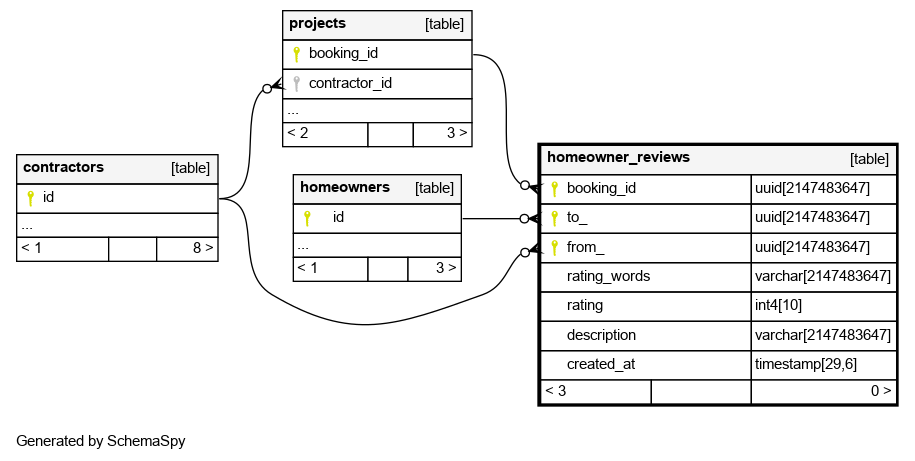 projects [table]
booking_id
contractor_id
...
< 2 3 >
contractors [table]
id
...
< 1 8 >
homeowners [table]
id
...
< 1 3 >
homeowner_reviews [table]
booking_id uuid[2147483647]
to_ uuid[2147483647]
from_ uuid[2147483647]
rating_words varchar[2147483647]
rating int4[10]
description varchar[2147483647]
created_at timestamp[29,6]
< 3 0 >
Generated by SchemaSpy